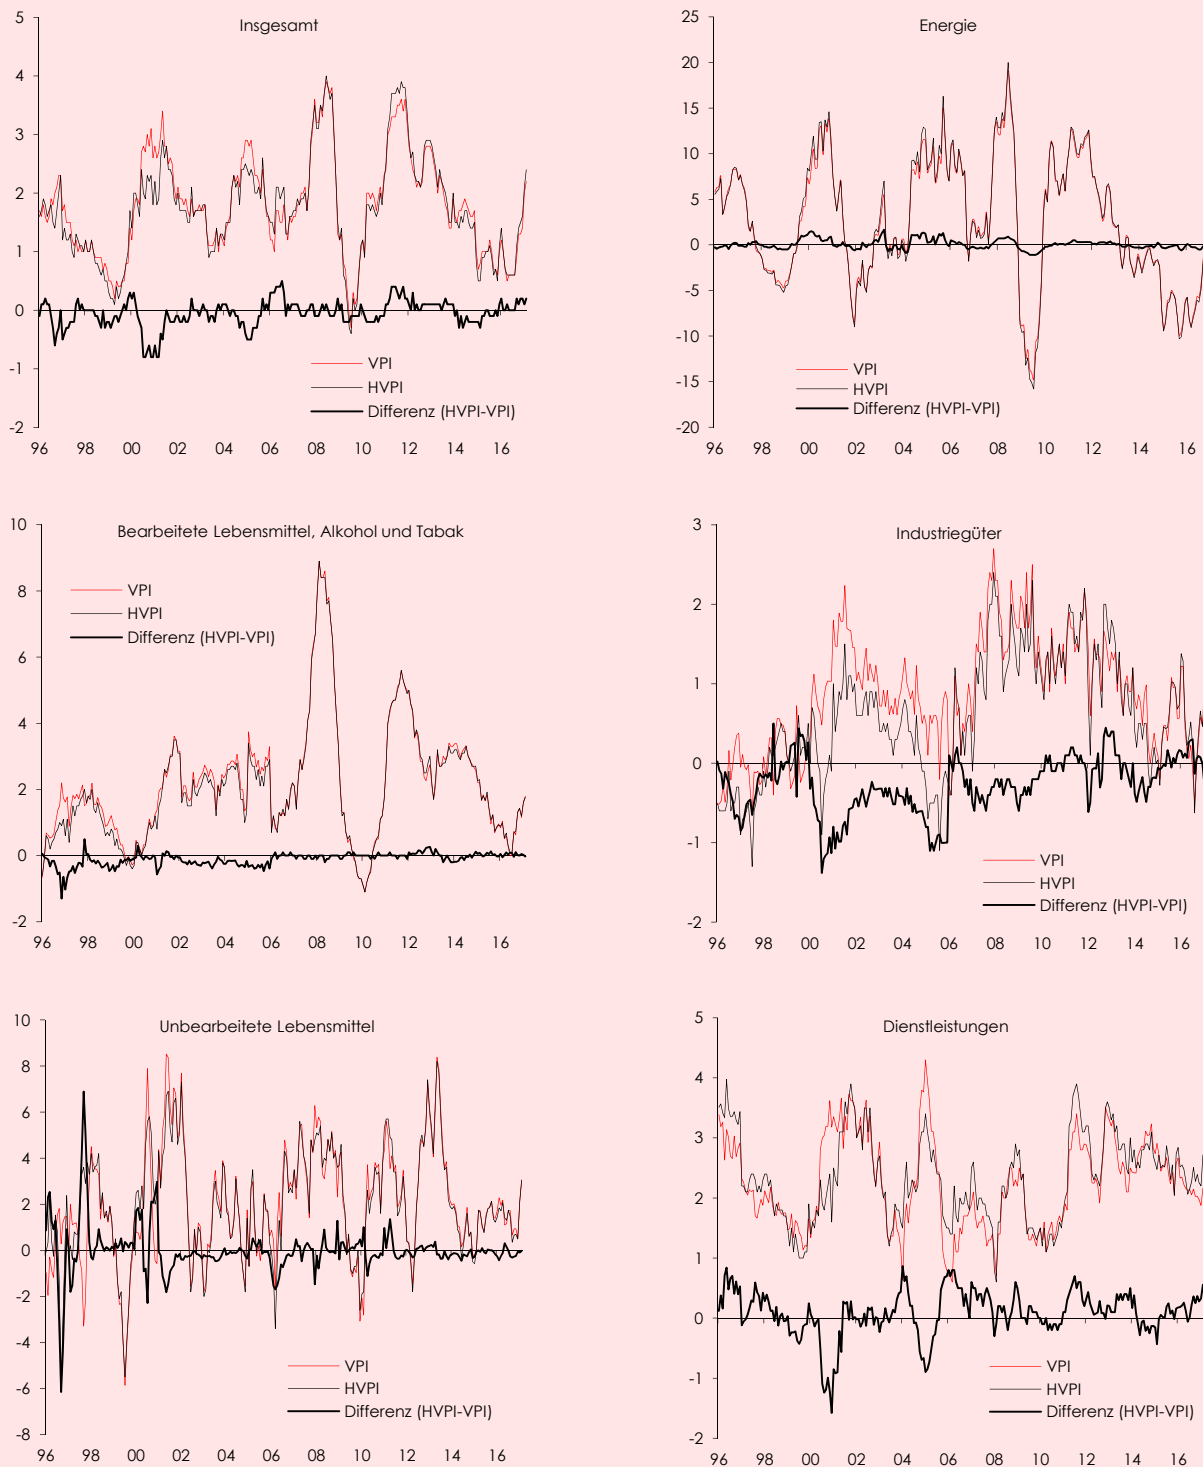 Insgesamt
5
4
3
2
1
0
-1
-2
VPI
HVPI
Differenz (HVPI-VPI)
96 98 00 02 04 06 08 10 12 14 16
Energie
25
20
15
10
5
0
-5
-10
-15
-20
VPI
HVPI
Differenz (HVPI-VPI)
96 98 00 02 04 06 08 10 12 14 16
Bearbeitete Lebensmittel, Alkohol und Tabak
10
8
6
4
2
0
-2
VPI
HVPI
Differenz (HVPI-VPI)
96 98 00 02 04 06 08 10 12 14 16
Industriegüter
3
2
1
0
-1
-2
VPI
HVPI
Differenz (HVPI-VPI)
96 98 00 02 04 06 08 10 12 14 16
Unbearbeitete Lebensmittel
10
8
6
4
2
0
-2
-4
-6
-8
VPI
HVPI
Differenz (HVPI-VPI)
96 98 00 02 04 06 08 10 12 14 16
Dienstleistungen
5
4
3
2
1
0
-1
-2
VPI
HVPI
Differenz (HVPI-VPI)
96 98 00 02 04 06 08 10 12 14 16